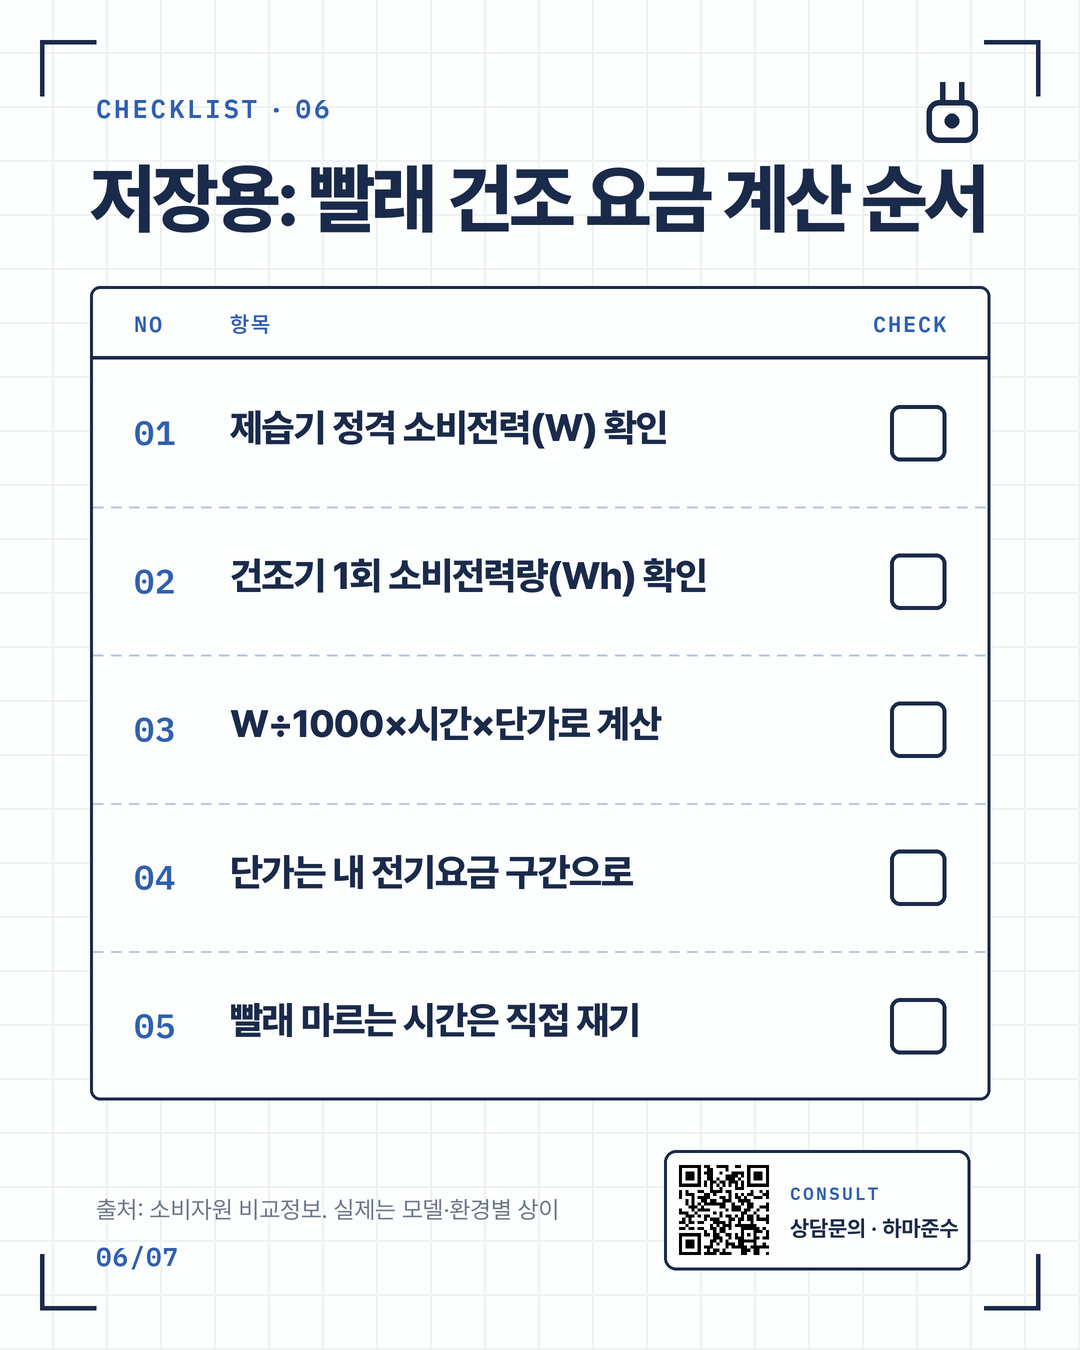 CHECKLIST · 06
저장용: 빨래 건조 요금 계산 순서
NO 항목 CHECK
01 제습기 정격 소비전력(W) 확인
02 건조기 1회 소비전력량(Wh) 확인
03 W÷1000×시간×단가로 계산
04 단가는 내 전기요금 구간으로
05 빨래 마르는 시간은 직접 재기
출처: 소비자원 비교정보. 실제는 모델·환경별 상이
06/07
CONSULT
상담문의 · 하마준수